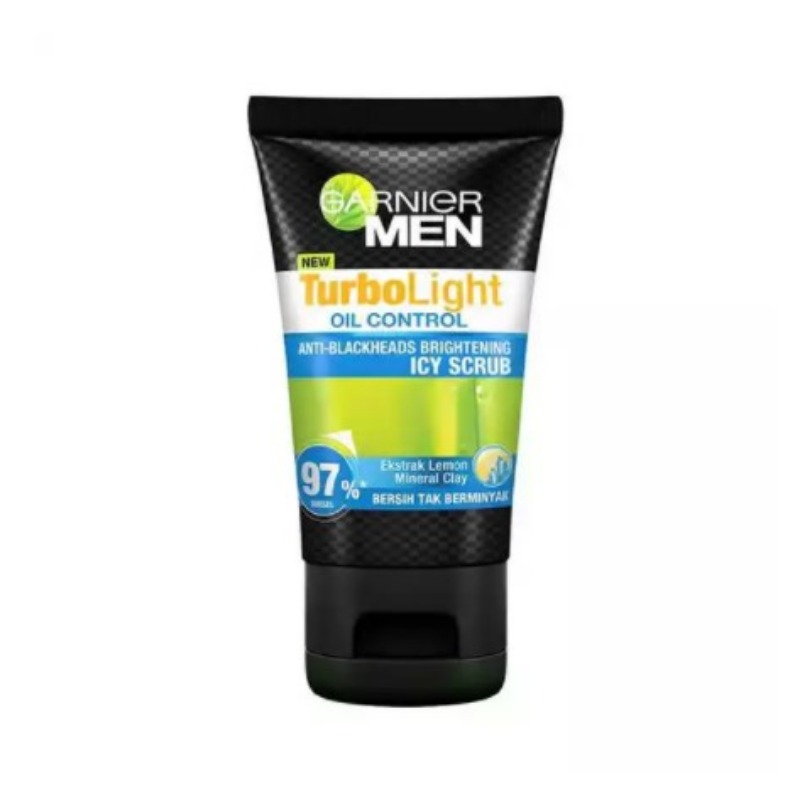 GARNIER
MEN
NEW
TurboLight
OIL CONTROL
ANTI-BLACKHEADS BRIGHTENING
ICY SCRUB
97%*
Ekstrak Lemon
Mineral Clay
BERSIH TAK BERMINYAK